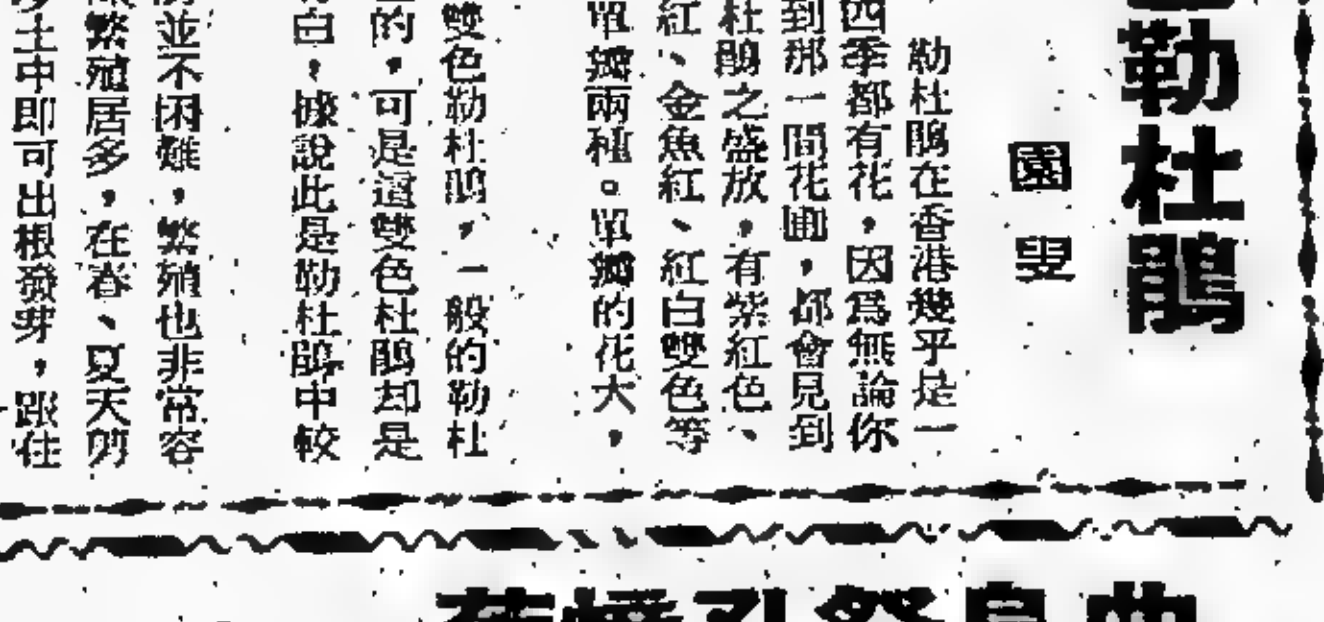 勒杜鵑
園叟
勒杜鵑在香港幾乎是一
四季都有花，因爲無論你
到那一間花圃，都會見到
杜鵑之盛放，有紫紅色、
紅、金魚紅、紅白雙色等
單瓣兩種。單瓣的花大，
雙色勒杜鵑，一般的勒杜
的，可是這雙色杜鵑却是
白，據說此是勒杜鵑中較
並不困難，繁殖也非常容
繁殖居多，在春、夏天剪
土中即可出根發芽，跟住